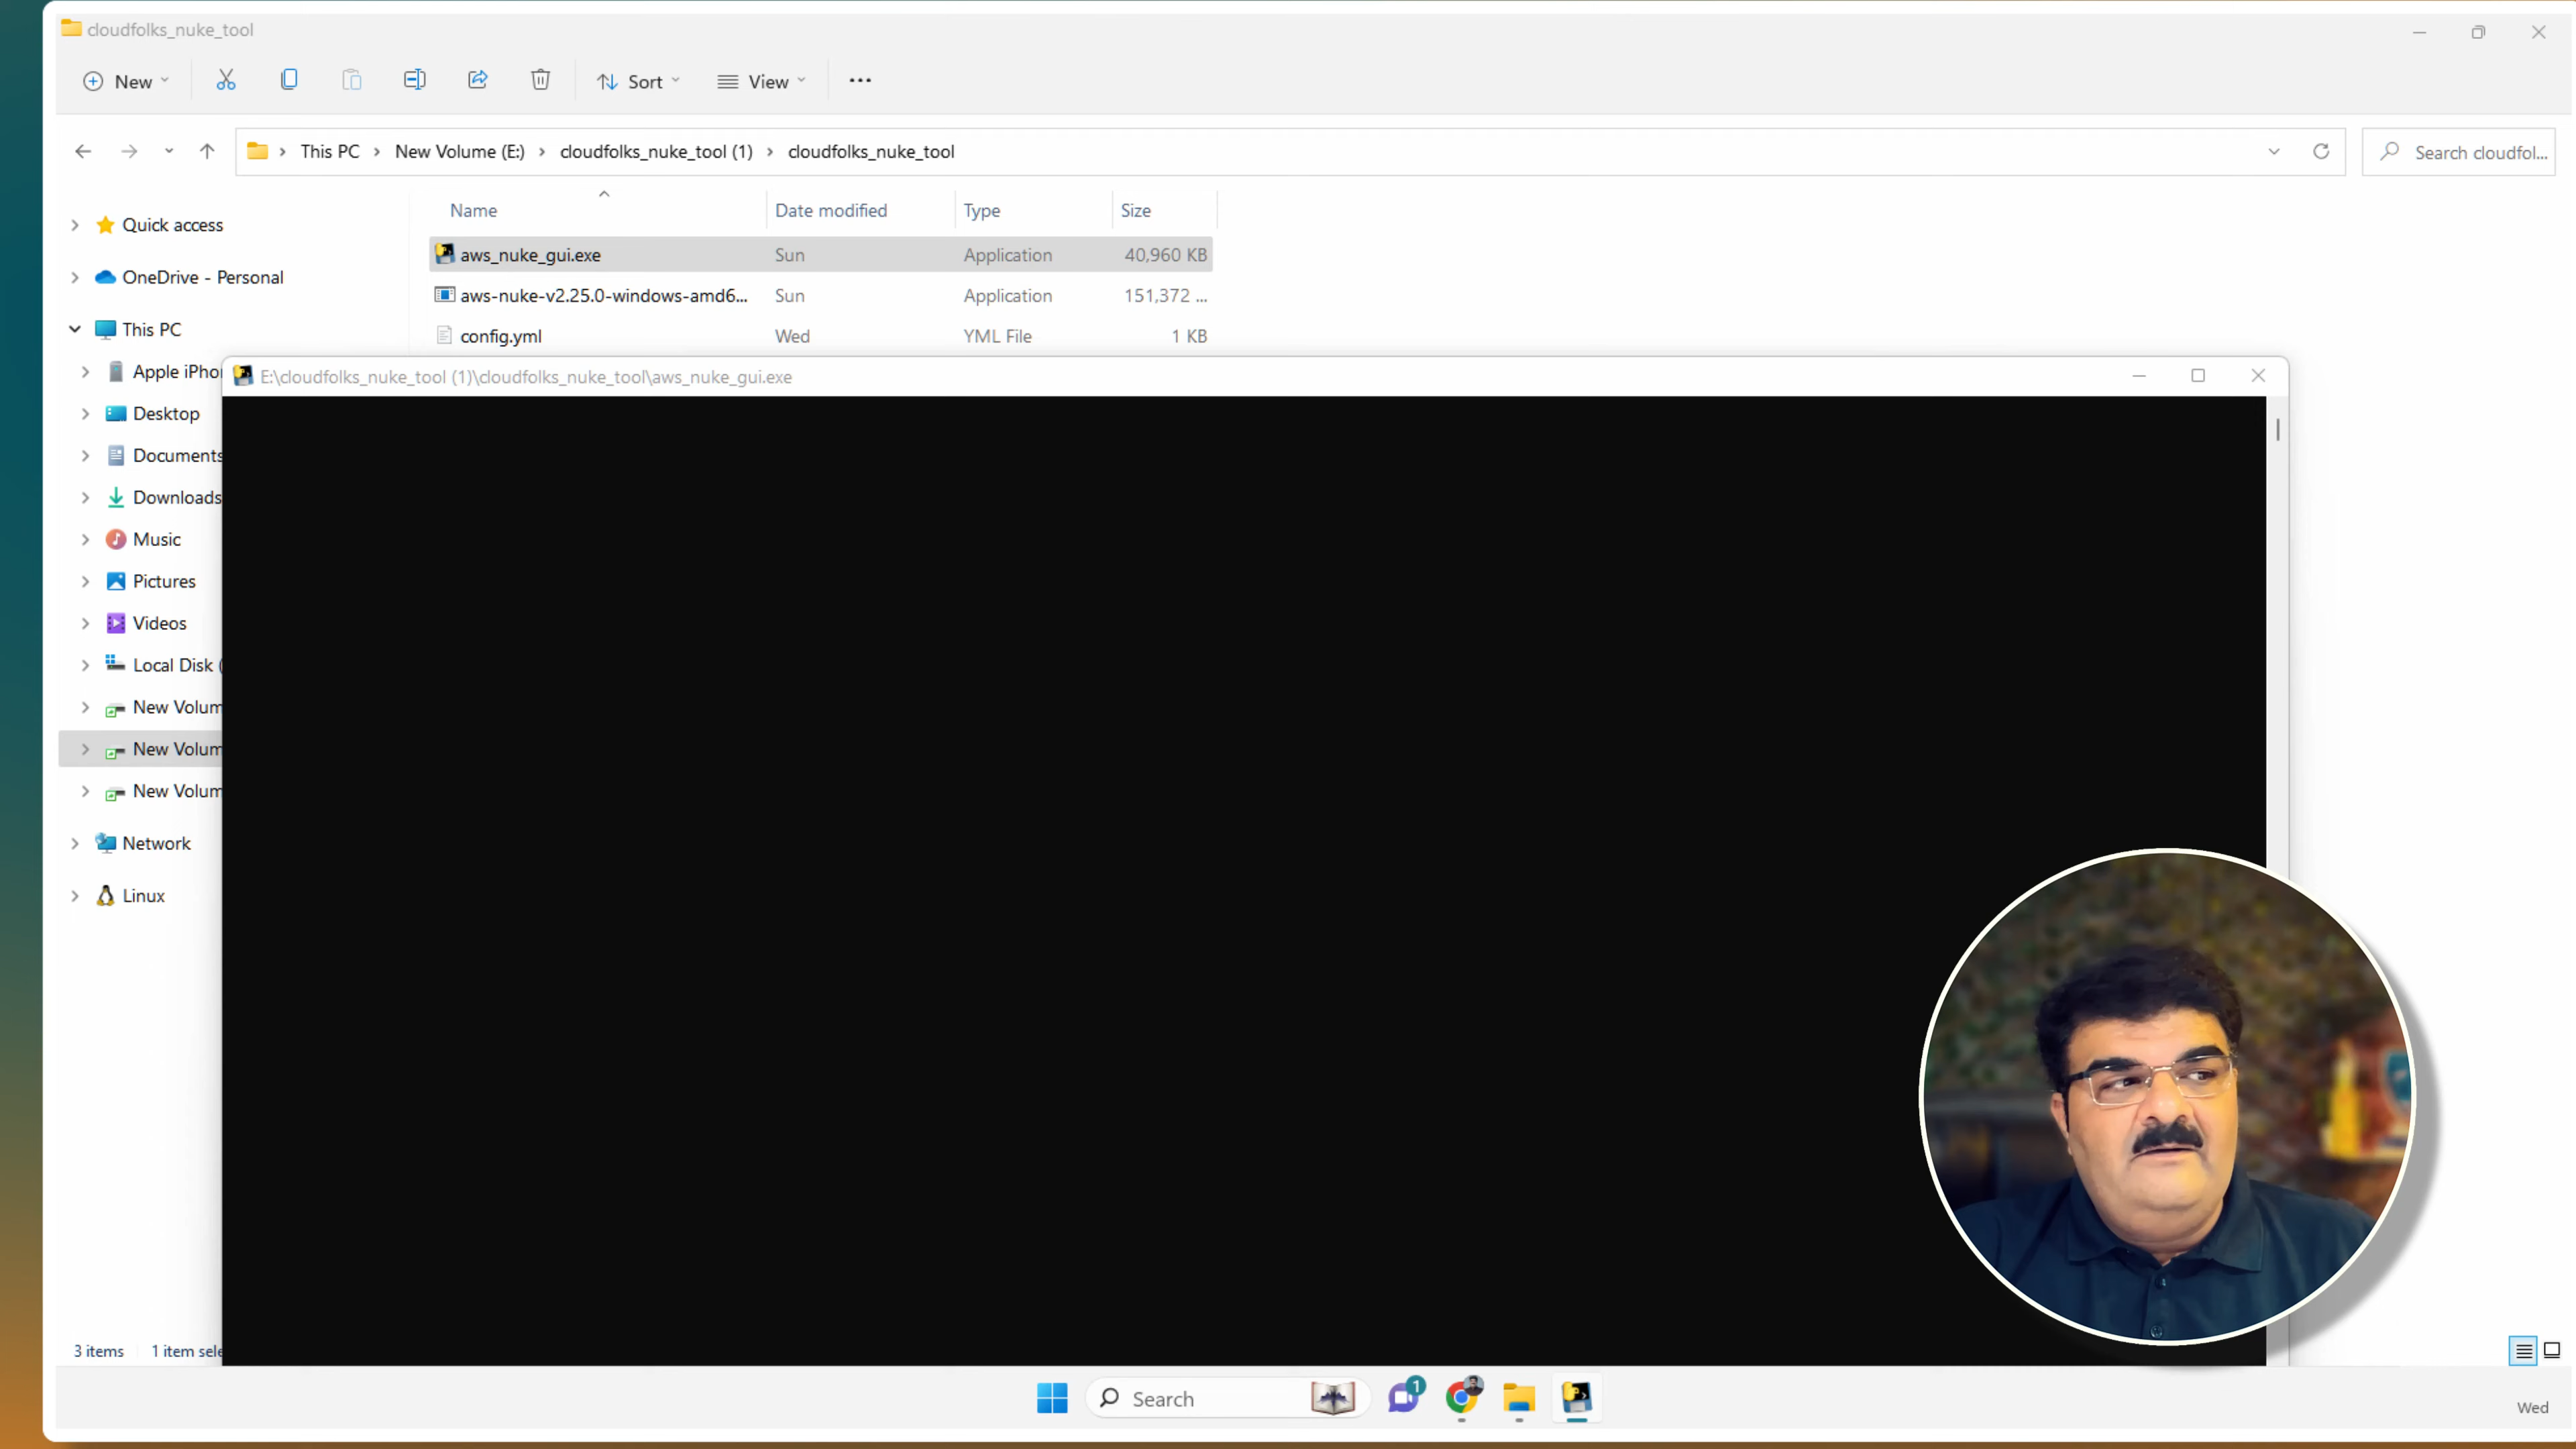 cloudfolks_nuke_tool
New Sort View
This PC New Volume (E:) cloudfolks_nuke_tool (1) cloudfolks_nuke_tool Search cloudfol...
Name Date modified Type Size
Quick access
aws_nuke_gui.exe Sun Application 40,960 KB
OneDrive - Personal
aws-nuke-v2.25.0-windows-amd6... Sun Application 151,372 ...
This PC
config.yml Wed YML File 1 KB
Apple iPho
E:\cloudfolks_nuke_tool (1)\cloudfolks_nuke_tool\aws_nuke_gui.exe
Desktop
Documents
Downloads
Music
Pictures
Videos
Local Disk (
New Volum
New Volum
New Volum
Network
Linux
3 items 1 item sele
Search 1
Wed